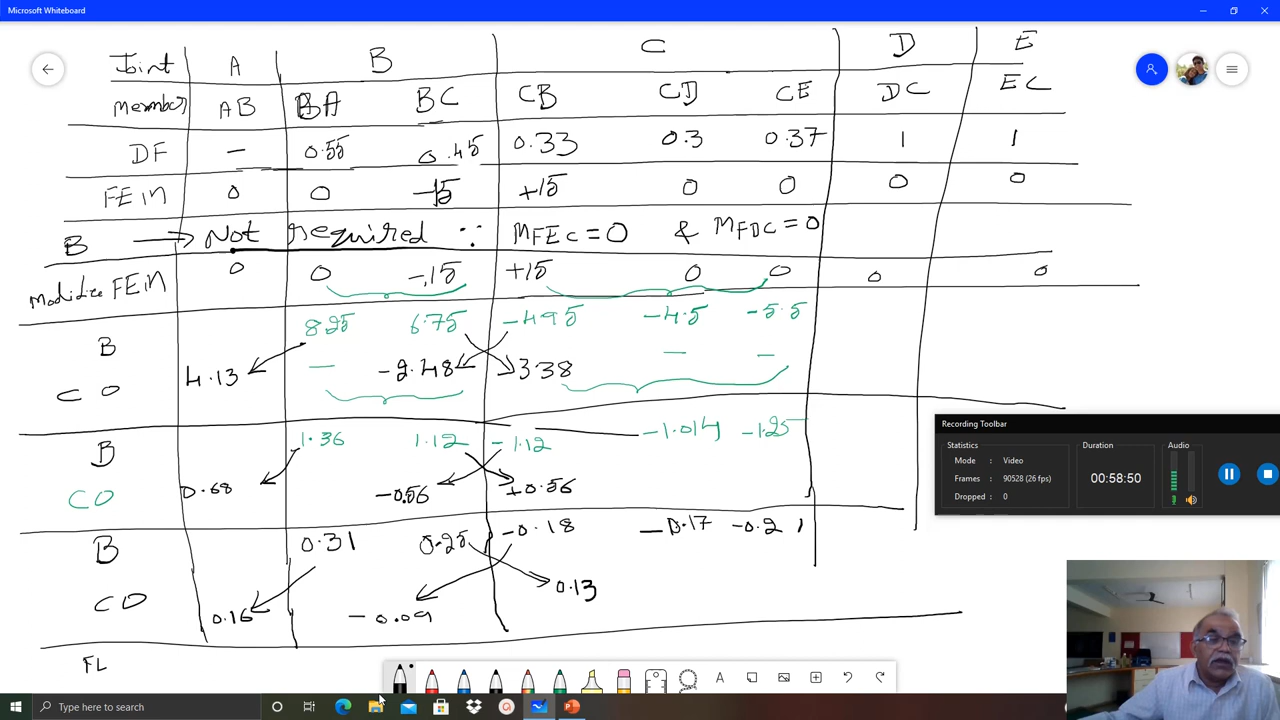 Microsoft Whiteboard
Joint A B C D E
Member AB BA BC CB CD CE DC EC
DF - 0.55 0.45 0.33 0.3 0.37 1 1
FEM 0 0 -15 +15 0 0 0 0
B → Not required ∵ MFEC = 0 & MFDC = 0
FEM 0 0 -15 +15 0 0 0 0
B 8.25 6.75 -4.95 -4.5 -5.5
CO 4.13 - -2.48 3.38 - -
B 1.36 1.12 -1.12 -1.014 -1.25
CO 0.68 -0.56 +0.56
B 0.31 0.25 -0.18 -0.17 -0.21
CO 0.16 -0.09 0.13
FL
Recording Toolbar
Statistics
Mode : Video
Frames : 90528 (26 fps)
Dropped : 0
Duration
00:58:50
Audio
Type here to search